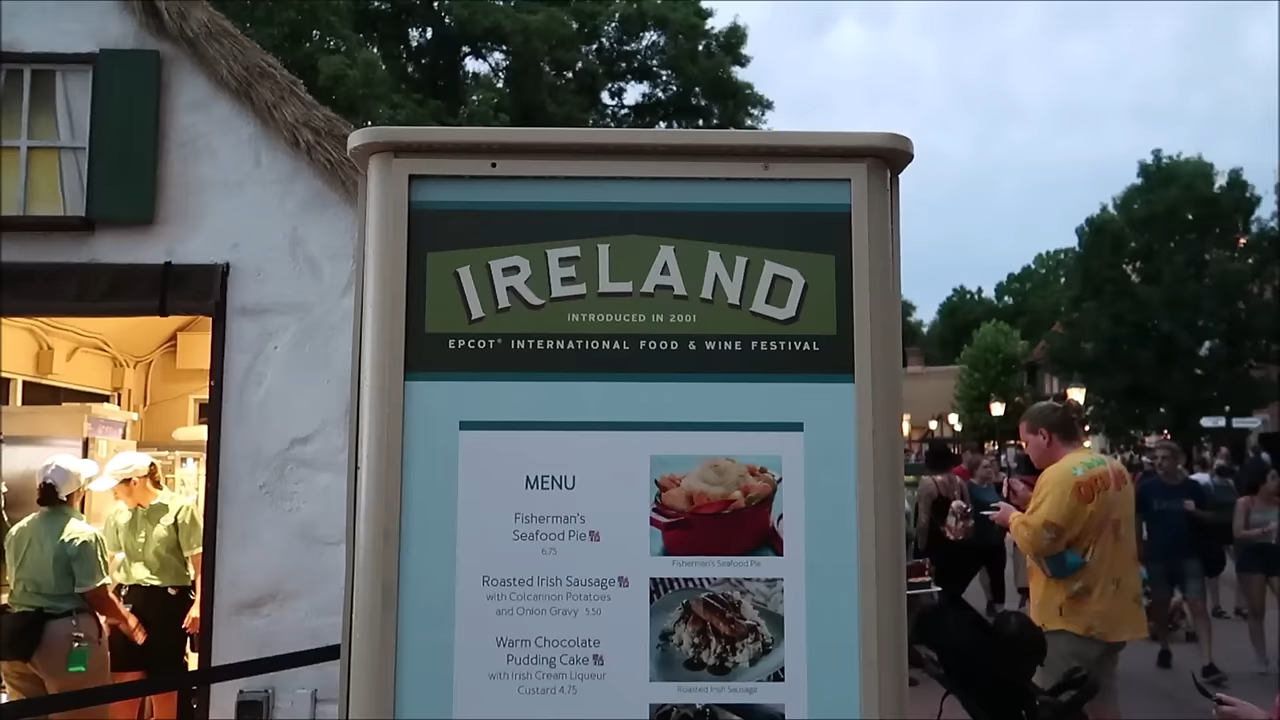 IRELAND
INTRODUCED IN 2001
EPCOT® INTERNATIONAL FOOD & WINE FESTIVAL
MENU
Fisherman's
Seafood Pie
6.75
Roasted Irish Sausage
with Colcannon Potatoes
and Onion Gravy 5.50
Warm Chocolate
Pudding Cake
with Irish Cream Liqueur
Custard 4.75
Fisherman's Seafood Pie
Roasted Irish Sausage